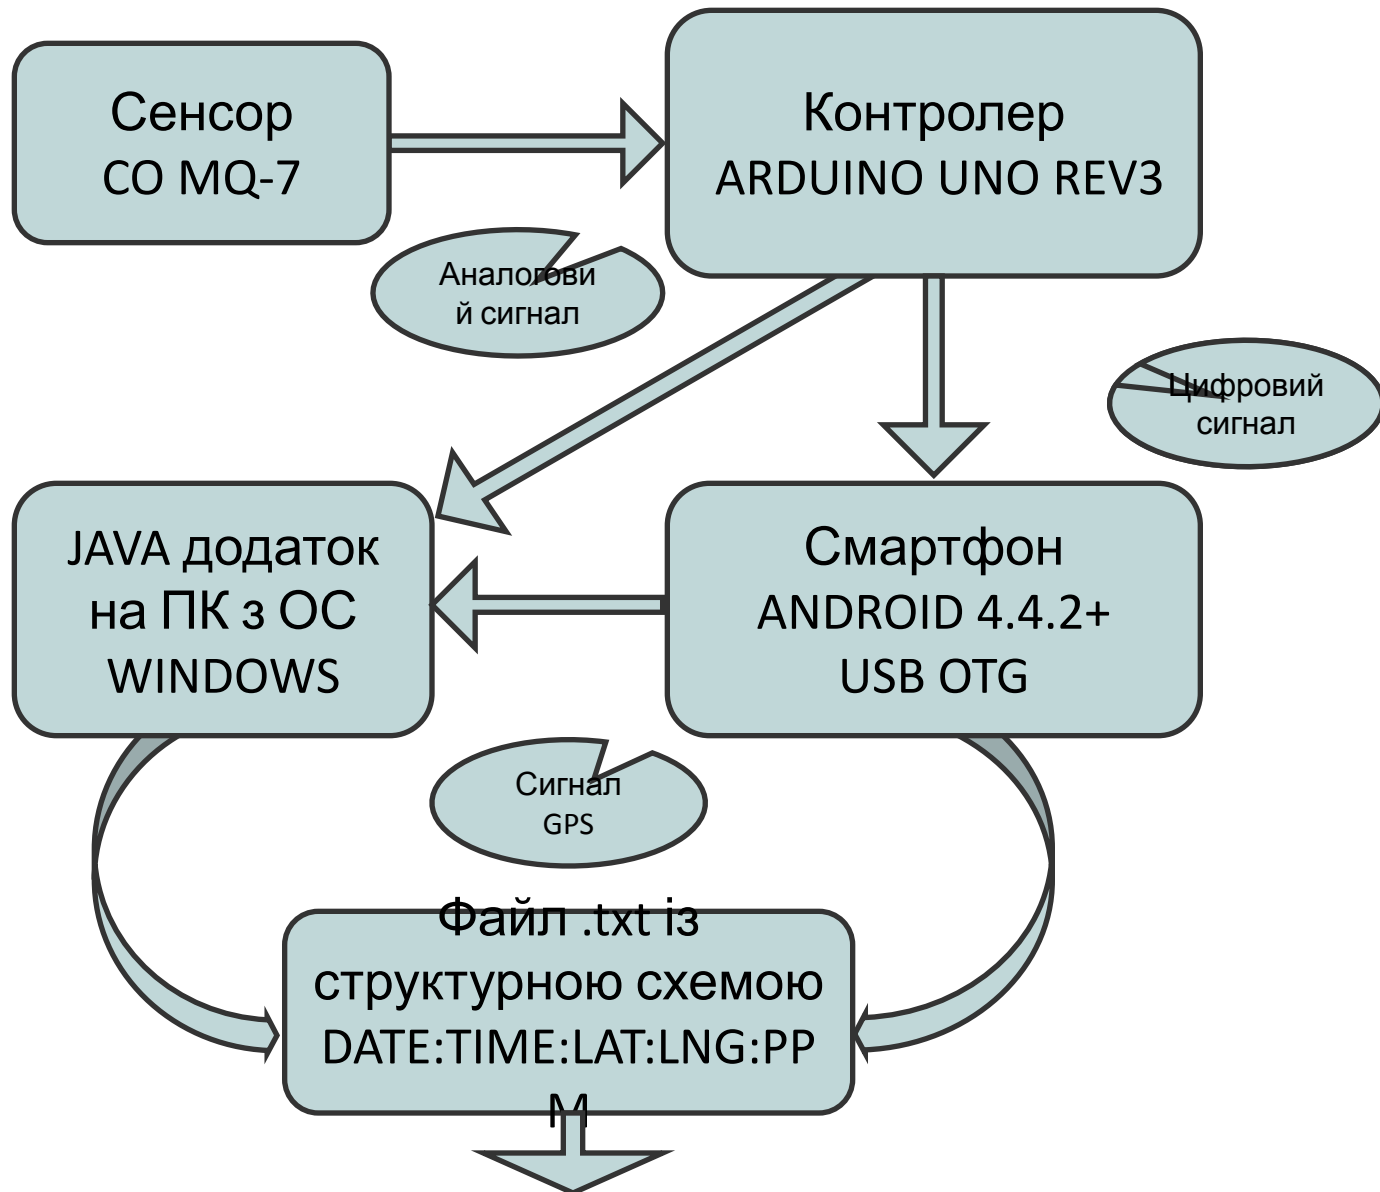 Сенсор
CO MQ-7
Контролер
ARDUINO UNO REV3
Аналогови
й сигнал
Цифровий
сигнал
JAVA додаток
на ПК з ОС
WINDOWS
Смартфон
ANDROID 4.4.2+
USB OTG
Сигнал
GPS
Файл .txt із
структурною схемою
DATE:TIME:LAT:LNG:PP
M